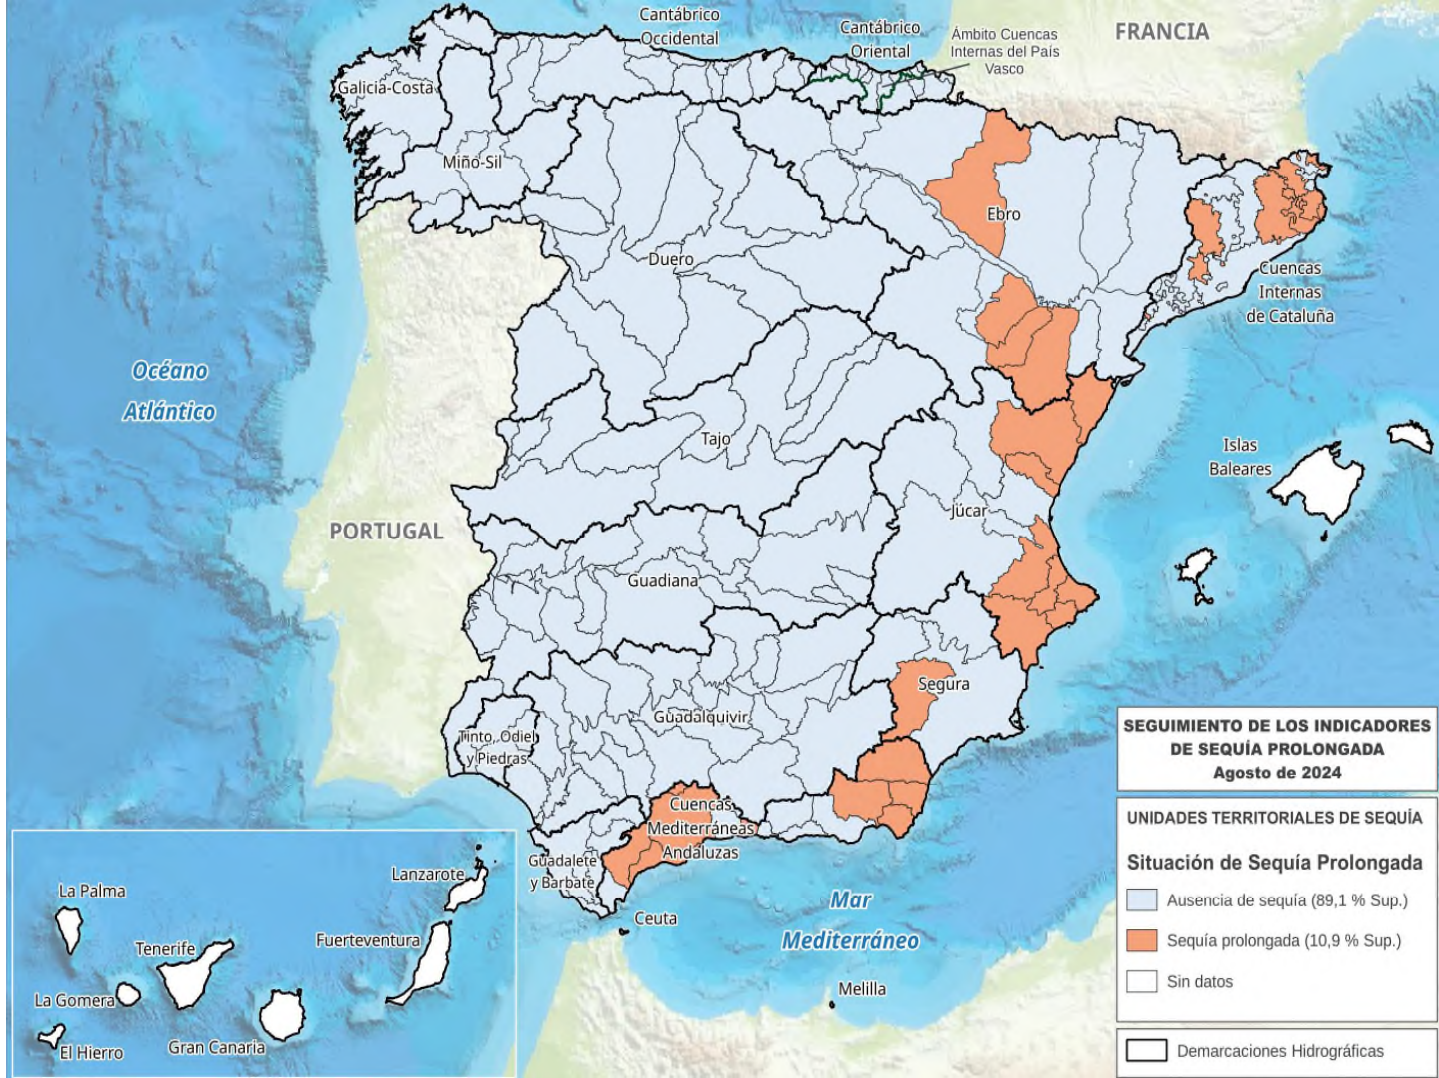 Cantábrico
Occidental
Cantábrico
Oriental
Ámbito Cuencas
Internas del País
Vasco
FRANCIA
Galicia-Costa
Miño-Sil
Ebro
Duero
Cuencas
Internas
de Cataluña
Océano
Atlántico
Tajo
Islas
Baleares
Júcar
PORTUGAL
Guadiana
Segura
Guadalquivir
Tinto, Odiel
y Piedras
Cuencas
Mediterráneas
Andaluzas
Guadalete
y Barbate
Ceuta
Mar
Mediterráneo
Melilla
La Palma
Lanzarote
Tenerife
Fuerteventura
La Gomera
El Hierro
Gran Canaria
SEGUIMIENTO DE LOS INDICADORES
DE SEQUÍA PROLONGADA
Agosto de 2024
UNIDADES TERRITORIALES DE SEQUÍA
Situación de Sequía Prolongada
Ausencia de sequía (89,1 % Sup.)
Sequía prolongada (10,9 % Sup.)
Sin datos
Demarcaciones Hidrográficas